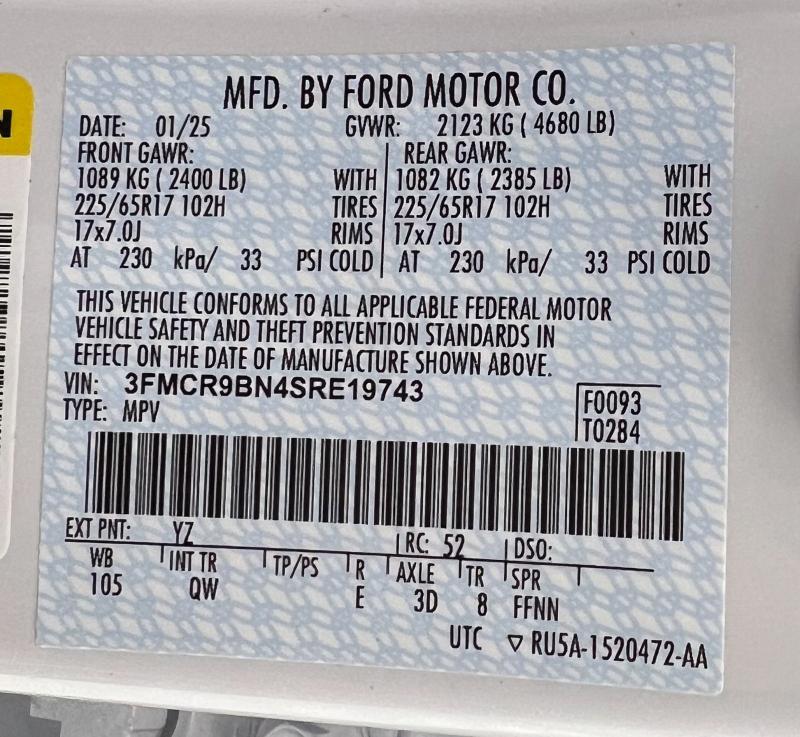 MFD. BY FORD MOTOR CO.
DATE: 01/25 GVWR: 2123 KG ( 4680 LB)
FRONT GAWR: REAR GAWR:
1089 KG ( 2400 LB) WITH 1082 KG ( 2385 LB) WITH
225/65R17 102H TIRES 225/65R17 102H TIRES
17x7.0J RIMS 17x7.0J RIMS
AT 230 kPa/ 33 PSI COLD AT 230 kPa/ 33 PSI COLD
THIS VEHICLE CONFORMS TO ALL APPLICABLE FEDERAL MOTOR
VEHICLE SAFETY AND THEFT PREVENTION STANDARDS IN
EFFECT ON THE DATE OF MANUFACTURE SHOWN ABOVE.
VIN: 3FMCR9BN4SRE19743
F0093
TYPE: MPV
T0284
EXT PNT: YZ RC: 52 DSO:
WB INT TR TP/PS R AXLE TR SPR
105 QW E 3D 8 FFNN
UTC ▽ RU5A-1520472-AA